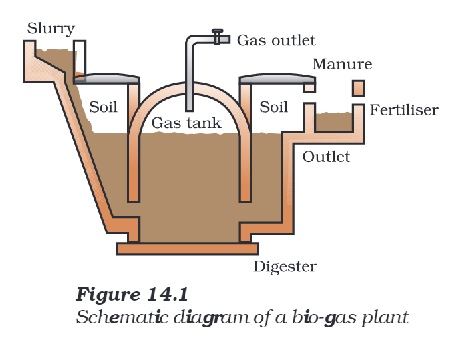 Slurry
Gas outlet
Manure
Soil
Soil
Fertiliser
Gas tank
Outlet
Digester
Figure 14.1
Schematic diagram of a bio-gas plant